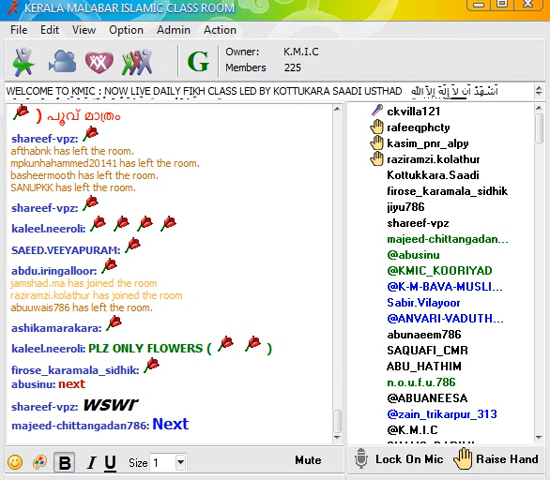 KERALA MALABAR ISLAMIC CLASS ROOM
File Edit View Option Admin Action
G
Owner: K.M.I.C
Members 225
WELCOME TO KMIC : NOW LIVE DAILY FIKH CLASS LED BY KOTTUKARA SAADI USTHAD
) പൂവ് മാത്രം
shareef-vpz:
afthabnk has left the room.
mpkunhahammed20141 has left the room.
basheermooth has left the room.
SANUPKK has left the room.
shareef-vpz:
kaleel.neeroli:
SAEED.VEEYAPURAM:
abdu.iringalloor:
jamshad.ma has joined the room
raziramzi.kolathur has joined the room
abuuwais786 has left the room.
ashikamarakara:
kaleel.neeroli: PLZ ONLY FLOWERS ( )
firose_karamala_sidhik:
abusinu: next
shareef-vpz: wswr
majeed-chittangadan786: Next
B I U Size 1 Mute
ckvilla121
rafeeqphcty
kasim_pnr_alpy
raziramzi.kolathur
Kottukkara.Saadi
firose_karamala_sidhik
jiyu786
shareef-vpz
majeed-chittangadan...
@abusinu
@KMIC_KOORIYAD
@K-M-BAVA-MUSLI...
Sabir.Vilayoor
@ANVARI-VADUTH...
abunaeem786
SAQUAFI_CMR
ABU_HATHIM
n.o.u.f.u.786
@ABUANEESA
@zain_trikarpur_313
@K.M.I.C
Lock On Mic Raise Hand